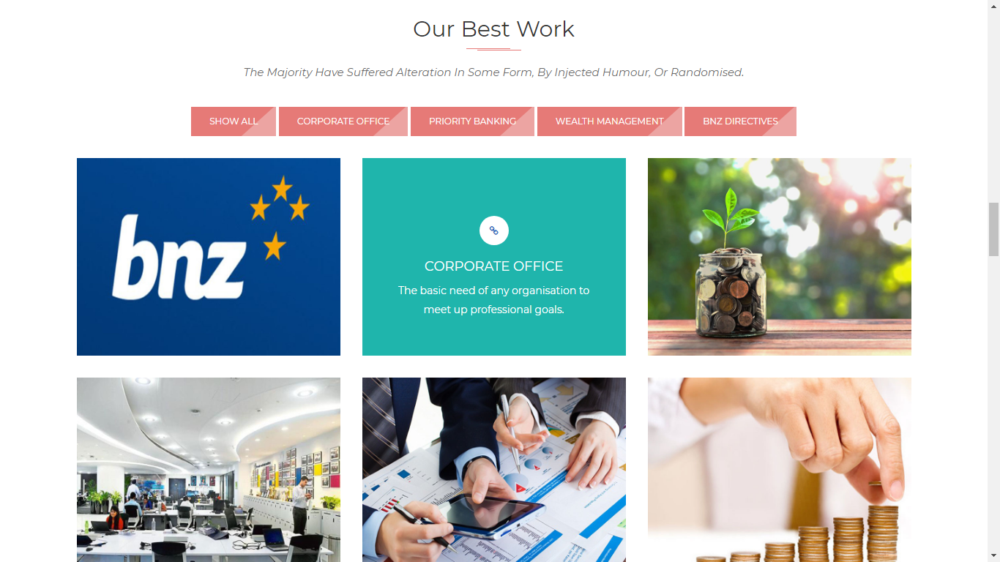 Our Best Work
The Majority Have Suffered Alteration In Some Form, By Injected Humour, Or Randomised.
SHOW ALL
CORPORATE OFFICE
PRIORITY BANKING
WEALTH MANAGEMENT
BNZ DIRECTIVES
bnz
CORPORATE OFFICE
The basic need of any organisation to
meet up professional goals.